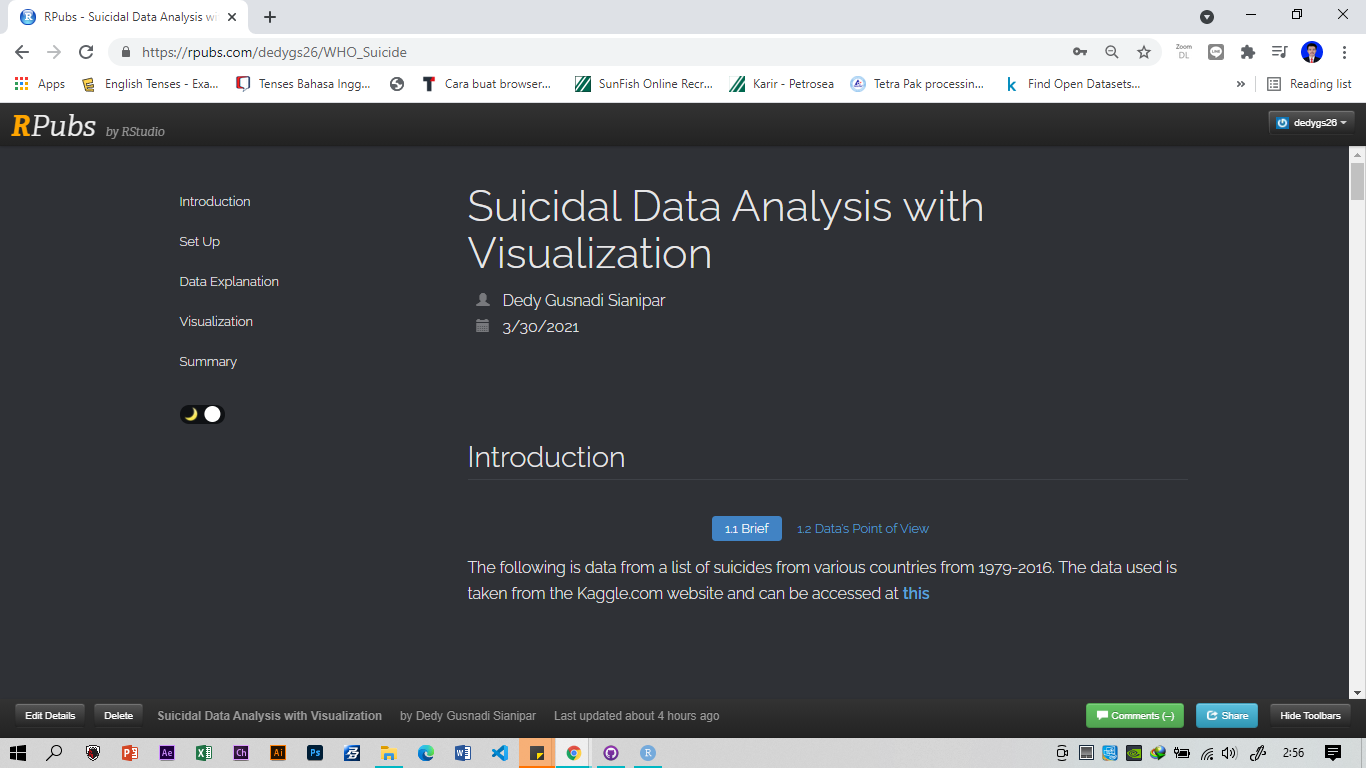 RPubs - Suicidal Data Analysis wi
https://rpubs.com/dedygs26/WHO_Suicide
Zoom DL
Apps English Tenses - Exa... Tenses Bahasa Ingg... Cara buat browser... SunFish Online Recr... Karir - Petrosea Tetra Pak processin... Find Open Datasets... » Reading list
RPubs by RStudio dedygs26
Introduction
Set Up
Data Explanation
Visualization
Summary
Suicidal Data Analysis with
Visualization
Dedy Gusnadi Sianipar
3/30/2021
Introduction
1.1 Brief 1.2 Data's Point of View
The following is data from a list of suicides from various countries from 1979-2016. The data used is
taken from the Kaggle.com website and can be accessed at this
Edit Details Delete Suicidal Data Analysis with Visualization by Dedy Gusnadi Sianipar Last updated about 4 hours ago Comments (–) Share Hide Toolbars
2:56